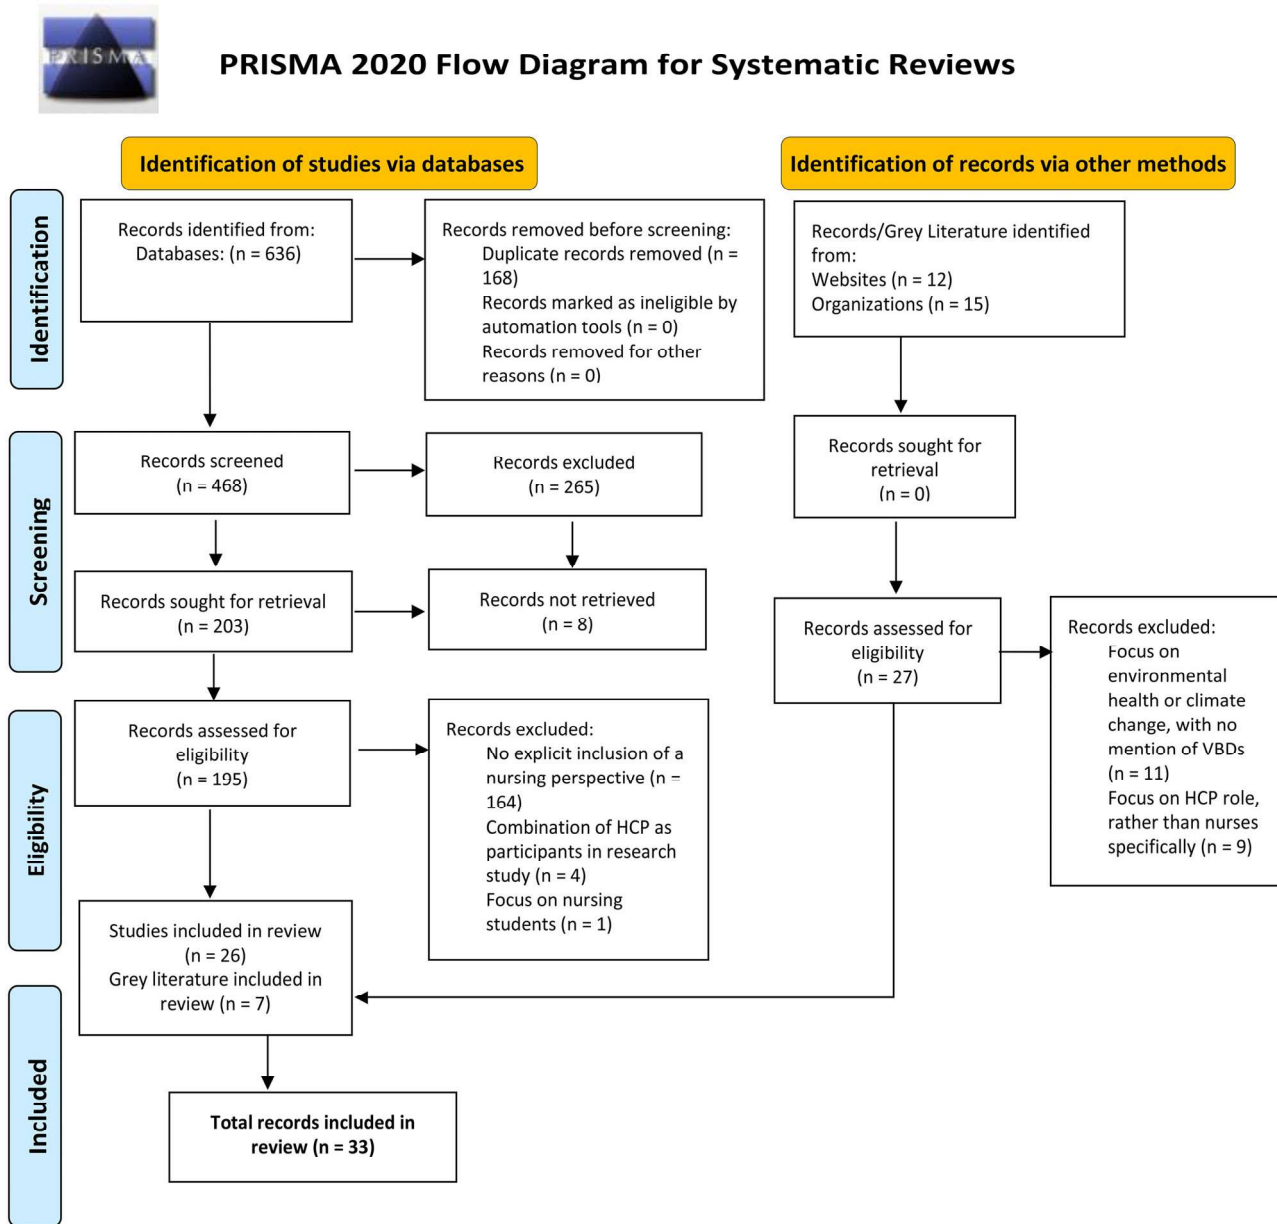 PRISMA
PRISMA 2020 Flow Diagram for Systematic Reviews
Identification of studies via databases
Identification of records via other methods
Identification
Records identified from:
Databases: (n = 636)
Records removed before screening:
Duplicate records removed (n =
168)
Records marked as ineligible by
automation tools (n = 0)
Records removed for other
reasons (n = 0)
Records/Grey Literature identified
from:
Websites (n = 12)
Organizations (n = 15)
Screening
Records screened
(n = 468)
Records excluded
(n = 265)
Records sought for
retrieval
(n = 0)
Records sought for retrieval
(n = 203)
Records not retrieved
(n = 8)
Records assessed for
eligibility
(n = 27)
Records excluded:
Focus on
environmental
health or climate
change, with no
mention of VBDs
(n = 11)
Focus on HCP role,
rather than nurses
specifically (n = 9)
Eligibility
Records assessed for
eligibility
(n = 195)
Records excluded:
No explicit inclusion of a
nursing perspective (n =
164)
Combination of HCP as
participants in research
study (n = 4)
Focus on nursing
students (n = 1)
Studies included in review
(n = 26)
Grey literature included in
review (n = 7)
Included
Total records included in
review (n = 33)